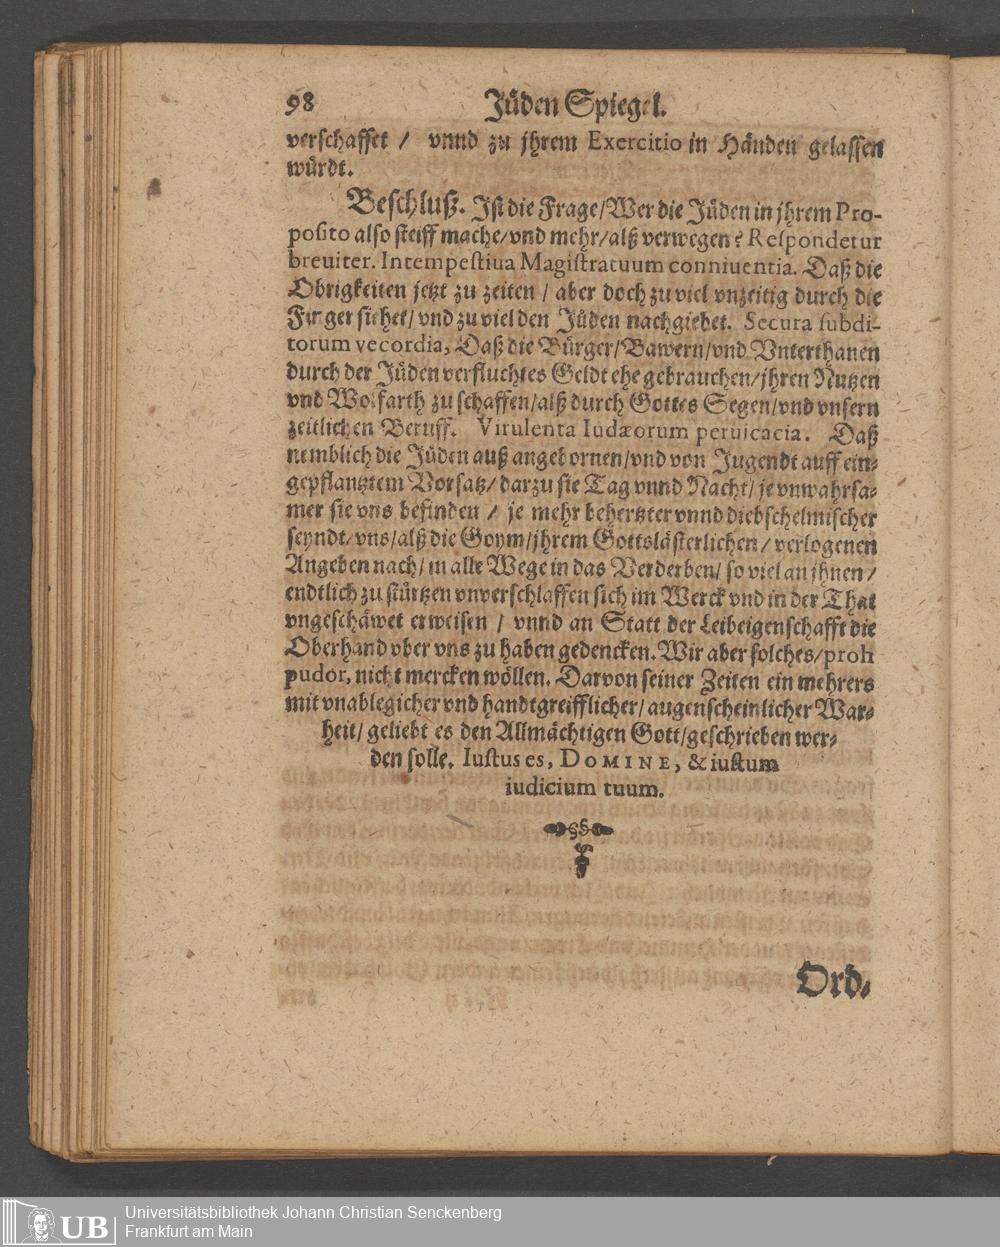 98 Jüden Spiegel.
verschaffet / vnnd zu jhrem Exercitio in Händen gelassen
würdt.
Beschluß. Ist die Frage/Wer die Jüden in jhrem Pro-
posito also steiff mache/vnd mehr/alß verwegen? Respondetur
breuiter. Intempestiua Magistratuum conniuentia. Daß die
Obrigkeiten jetzt zu zeiten / aber doch zu viel vnzeitig durch die
Finger siehet/ vnd zu viel den Jüden nachgiebet. Secura subdi-
torum vecordia, Daß die Bürger/Bawern/vnd Vnterthanen
durch der Jüden verfluchtes Geldt ehe gebrauchen/jhren Nutzen
vnd Wolfarth zu schaffen/alß durch Gottes Segen/vnd vnsern
zeitlichen Beruff. Virulenta Iudæorum peruicacia. Daß
nemblich die Jüden auß angebornen/vnd von Jugendt auff ein-
gepflantztem Vorsatz/ darzu sie Tag vnnd Nacht/ je vnwahrsa-
mer sie vns befinden / je mehr behertzter vnnd diebschelmischer
seyndt/vns/alß die Goym/jhrem Gottslästerlichen/ verlogenen
Angeben nach/ in alle Wege in das Verderben/ so viel an jhnen/
endtlich zu stürtzen vnverschlaffen sich im Werck vnd in der That
vngeschäwet erweisen / vnnd an Statt der Leibeigenschafft die
Oberhand vber vns zu haben gedencken. Wir aber solches/proh
pudor, nicht mercken wöllen. Darvon seiner Zeiten ein mehrers
mit vnablegicher vnd handtgreifflicher/ augenscheinlicher War-
heit/ geliebt es den Allmächtigen Gott/geschrieben wer-
den solle. Iustus es, DOMINE, & iustum
iudicium tuum.
Ord-
UB Universitätsbibliothek Johann Christian Senckenberg
Frankfurt am Main